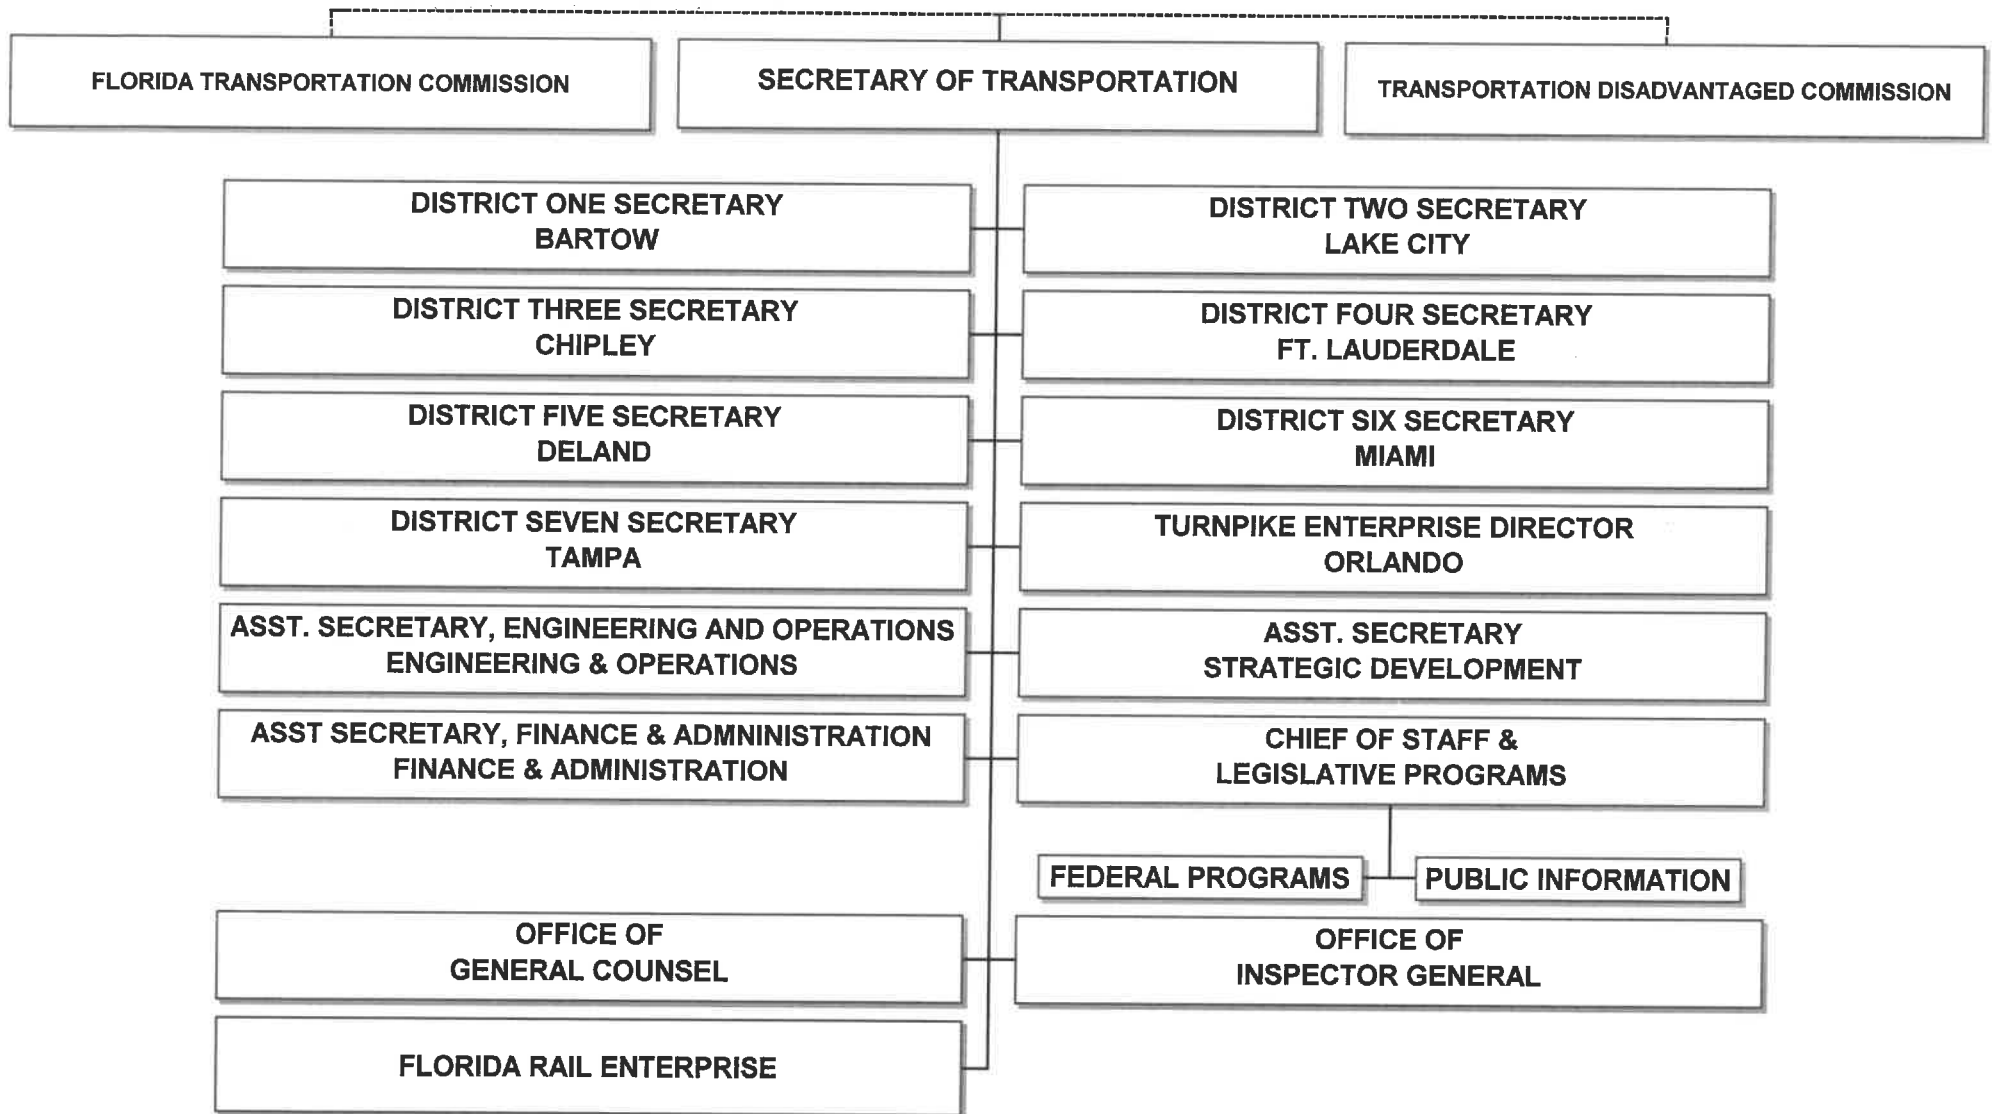 FLORIDA TRANSPORTATION COMMISSION
SECRETARY OF TRANSPORTATION
TRANSPORTATION DISADVANTAGED COMMISSION
DISTRICT ONE SECRETARY
BARTOW
DISTRICT TWO SECRETARY
LAKE CITY
DISTRICT THREE SECRETARY
CHIPLEY
DISTRICT FOUR SECRETARY
FT. LAUDERDALE
DISTRICT FIVE SECRETARY
DELAND
DISTRICT SIX SECRETARY
MIAMI
DISTRICT SEVEN SECRETARY
TAMPA
TURNPIKE ENTERPRISE DIRECTOR
ORLANDO
ASST. SECRETARY, ENGINEERING AND OPERATIONS
ENGINEERING & OPERATIONS
ASST. SECRETARY
STRATEGIC DEVELOPMENT
ASST SECRETARY, FINANCE & ADMNINISTRATION
FINANCE & ADMINISTRATION
CHIEF OF STAFF &
LEGISLATIVE PROGRAMS
FEDERAL PROGRAMS
PUBLIC INFORMATION
OFFICE OF
GENERAL COUNSEL
OFFICE OF
INSPECTOR GENERAL
FLORIDA RAIL ENTERPRISE